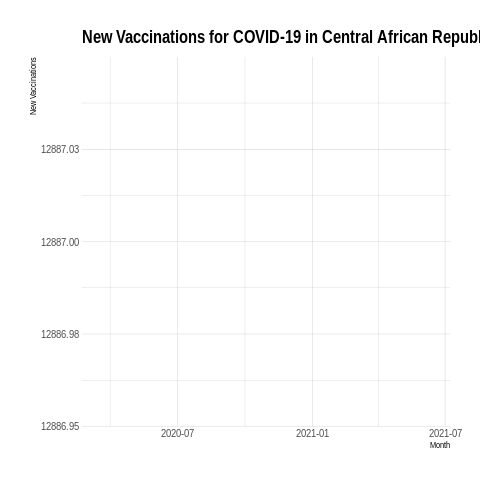 New Vaccinations for COVID-19 in Central African Republ
New Vaccinations
12887.03
12887.00
12886.98
12886.95
2020-07
2021-01
2021-07
Month